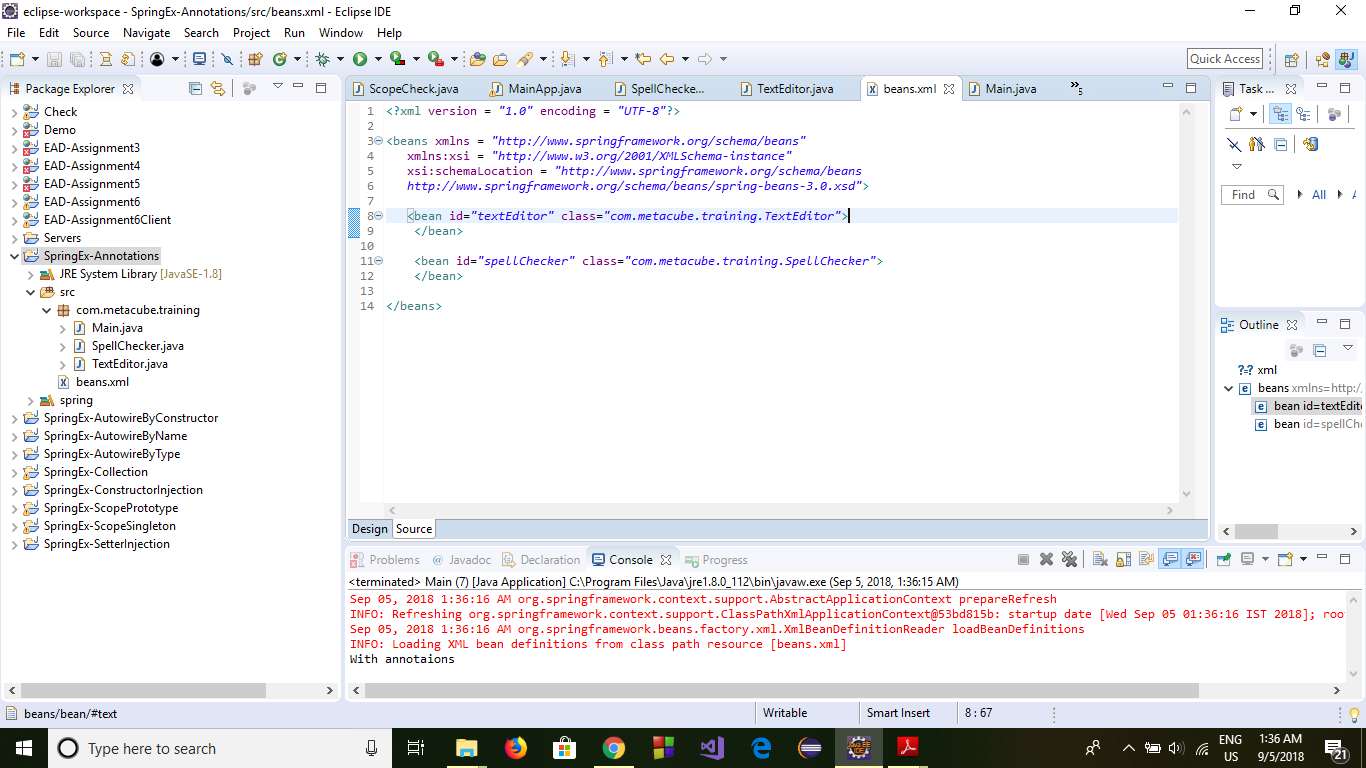 eclipse-workspace - SpringEx-Annotations/src/beans.xml - Eclipse IDE
File Edit Source Navigate Search Project Run Window Help
Quick Access
Package Explorer
Check
Demo
EAD-Assignment3
EAD-Assignment4
EAD-Assignment5
EAD-Assignment6
EAD-Assignment6Client
Servers
SpringEx-Annotations
JRE System Library [JavaSE-1.8]
src
com.metacube.training
Main.java
SpellChecker.java
TextEditor.java
beans.xml
spring
SpringEx-AutowireByConstructor
SpringEx-AutowireByName
SpringEx-AutowireByType
SpringEx-Collection
SpringEx-ConstructorInjection
SpringEx-ScopePrototype
SpringEx-ScopeSingleton
SpringEx-SetterInjection
ScopeCheck.java MainApp.java SpellChecke... TextEditor.java beans.xml Main.java »5
1 <?xml version = "1.0" encoding = "UTF-8"?>
2
3 <beans xmlns = "http://www.springframework.org/schema/beans"
4 xmlns:xsi = "http://www.w3.org/2001/XMLSchema-instance"
5 xsi:schemaLocation = "http://www.springframework.org/schema/beans
6 http://www.springframework.org/schema/beans/spring-beans-3.0.xsd">
7
8 <bean id="textEditor" class="com.metacube.training.TextEditor">
9 </bean>
10
11 <bean id="spellChecker" class="com.metacube.training.SpellChecker">
12 </bean>
13
14 </beans>
Design Source
Task ...
Find All A
Outline
?-? xml
e beans xmlns=http:/
e bean id=textEdito
e bean id=spellChe
Problems @ Javadoc Declaration Console Progress
<terminated> Main (7) [Java Application] C:\Program Files\Java\jre1.8.0_112\bin\javaw.exe (Sep 5, 2018, 1:36:15 AM)
Sep 05, 2018 1:36:16 AM org.springframework.context.support.AbstractApplicationContext prepareRefresh
INFO: Refreshing org.springframework.context.support.ClassPathXmlApplicationContext@53bd815b: startup date [Wed Sep 05 01:36:16 IST 2018]; roo
Sep 05, 2018 1:36:16 AM org.springframework.beans.factory.xml.XmlBeanDefinitionReader loadBeanDefinitions
INFO: Loading XML bean definitions from class path resource [beans.xml]
With annotaions
beans/bean/#text Writable Smart Insert 8 : 67
Type here to search
ENG
US
1:36 AM
9/5/2018
21